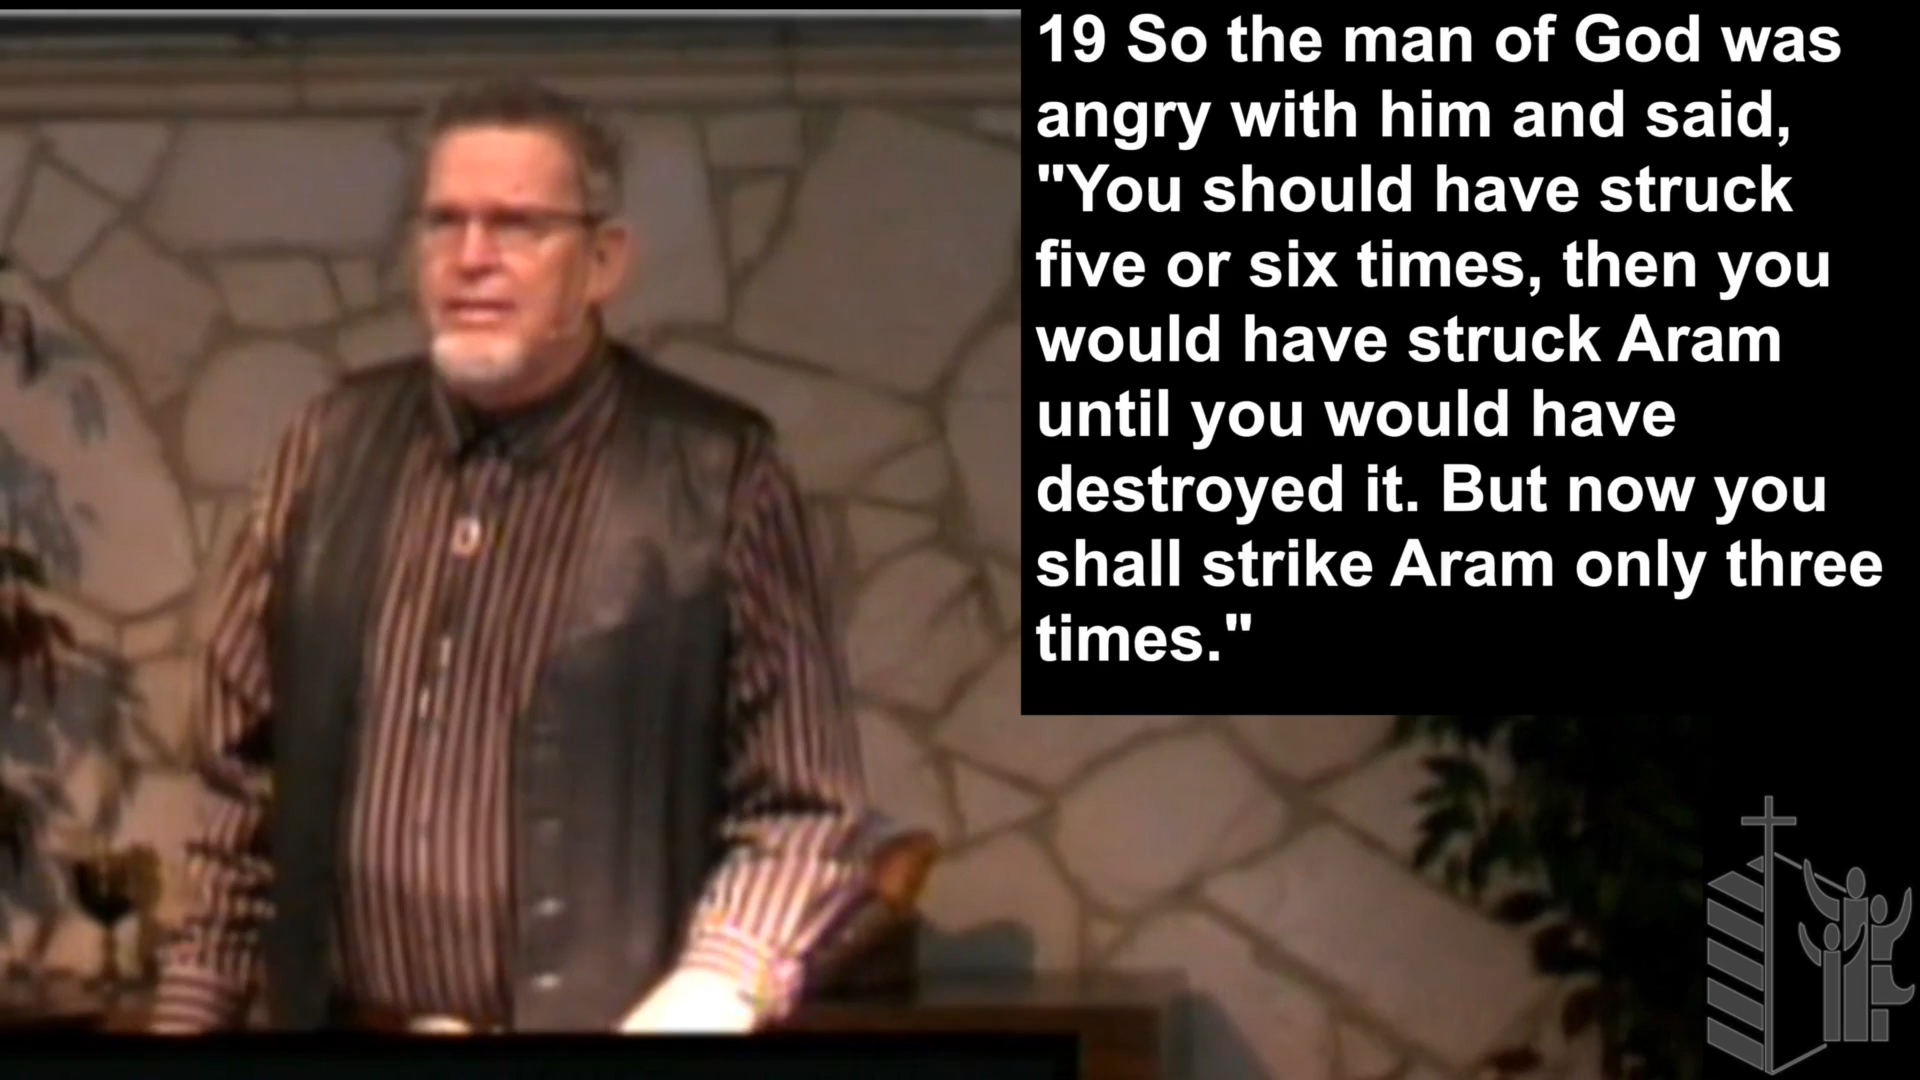 19 So the man of God was
angry with him and said,
"You should have struck
five or six times, then you
would have struck Aram
until you would have
destroyed it. But now you
shall strike Aram only three
times."